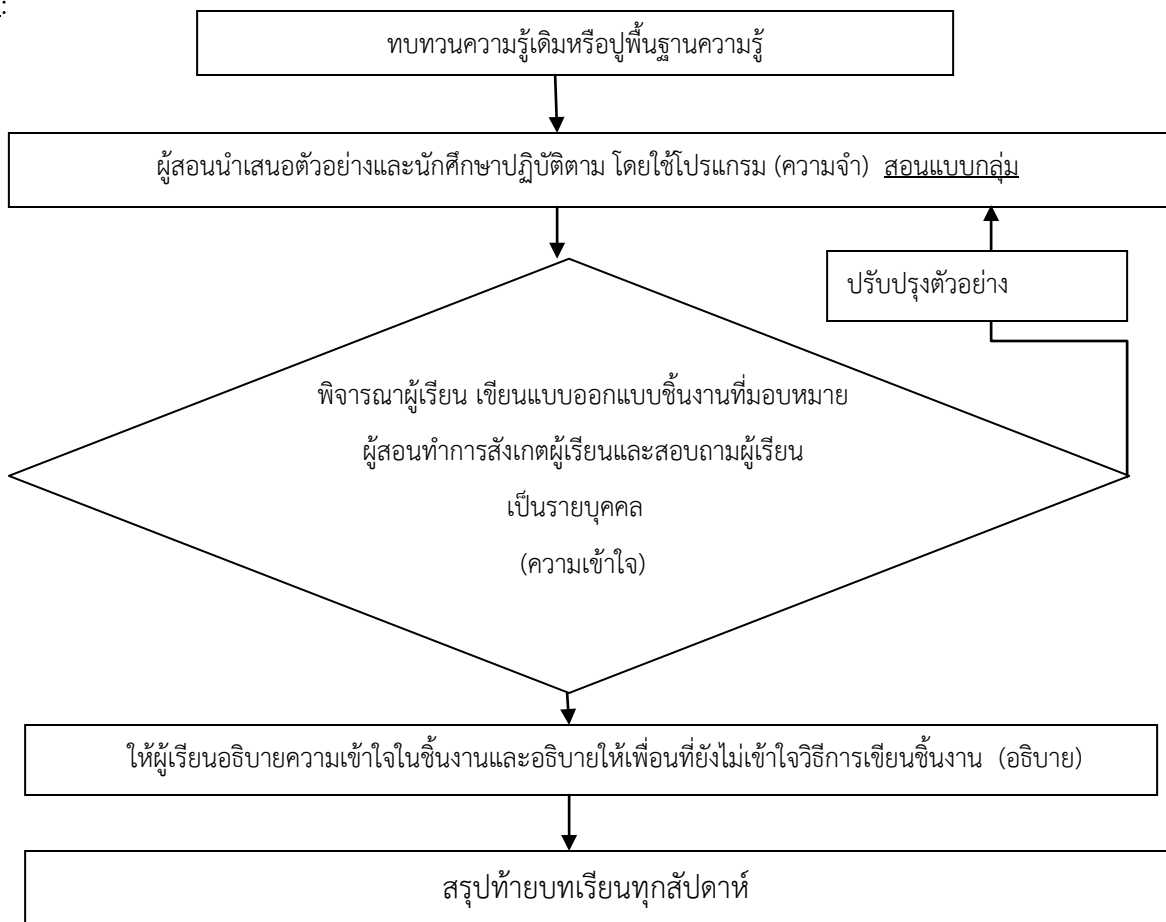 :
ทบทวนความรู้เดิมหรือปูพื้นฐานความรู้
ผู้สอนนำเสนอตัวอย่างและนักศึกษาปฏิบัติตาม โดยใช้โปรแกรม (ความจำ) สอนแบบกลุ่ม
ปรับปรุงตัวอย่าง
พิจารณาผู้เรียน เขียนแบบออกแบบชิ้นงานที่มอบหมาย
ผู้สอนทำการสังเกตผู้เรียนและสอบถามผู้เรียน
เป็นรายบุคคล
(ความเข้าใจ)
ให้ผู้เรียนอธิบายความเข้าใจในชิ้นงานและอธิบายให้เพื่อนที่ยังไม่เข้าใจวิธีการเขียนชิ้นงาน (อธิบาย)
สรุปท้ายบทเรียนทุกสัปดาห์